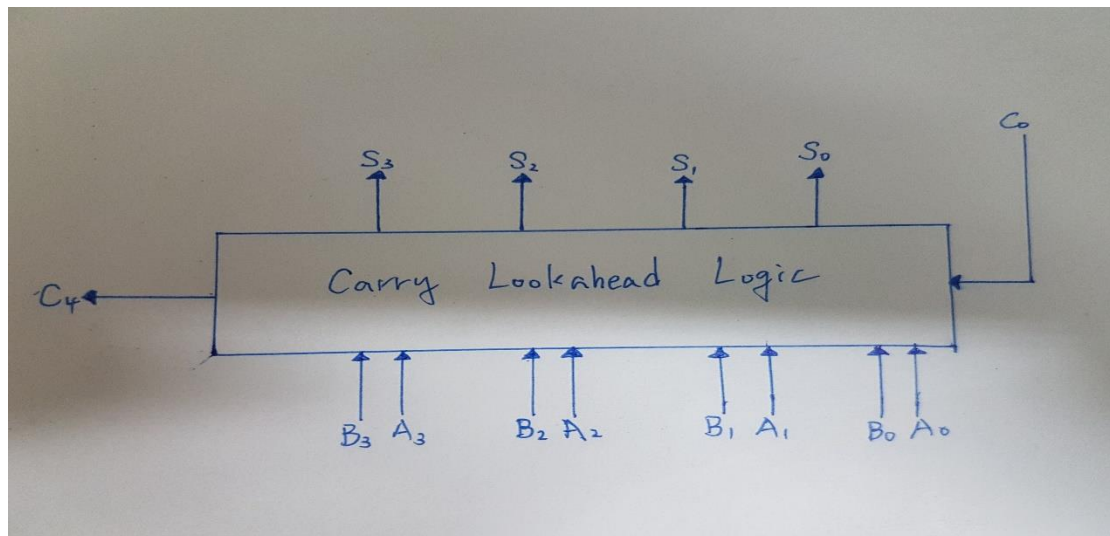 C₀
S₃ S₂ S₁ S₀
Carry Lookahead Logic
C₄
B₃ A₃ B₂ A₂ B₁ A₁ B₀ A₀